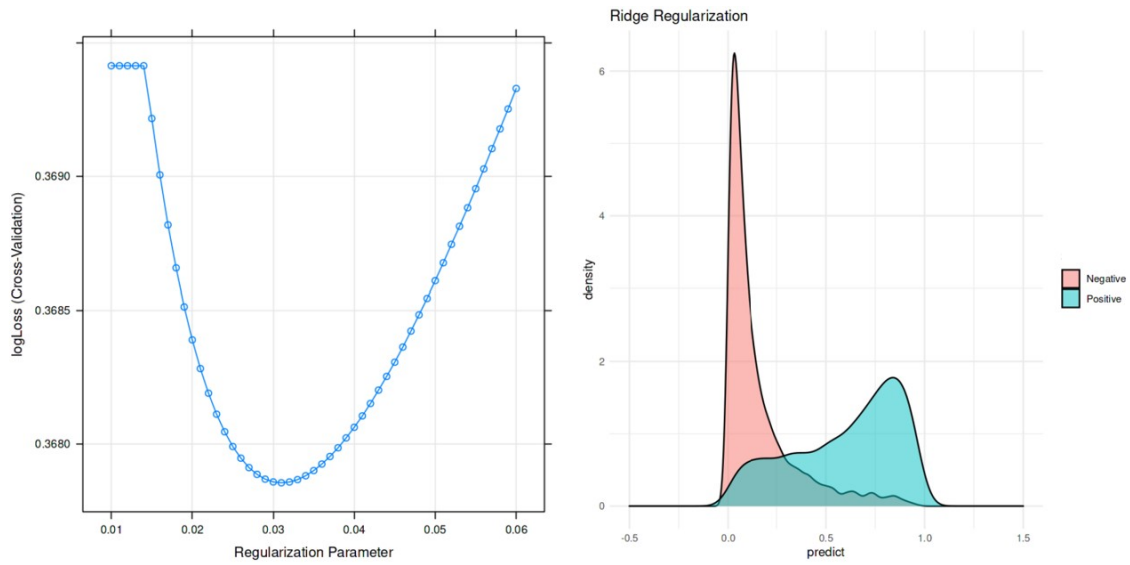 logLoss (Cross-Validation)
0.3690
0.3685
0.3680
0.01 0.02 0.03 0.04 0.05 0.06
Regularization Parameter
Ridge Regularization
density
6
4
2
0
-0.5 0.0 0.5 1.0 1.5
predict
Negative
Positive